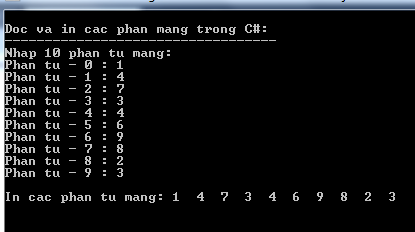 Doc va in cac phan mang trong C#:
---------------------------------
Nhap 10 phan tu mang:
Phan tu - 0 : 1
Phan tu - 1 : 4
Phan tu - 2 : 7
Phan tu - 3 : 3
Phan tu - 4 : 4
Phan tu - 5 : 6
Phan tu - 6 : 9
Phan tu - 7 : 8
Phan tu - 8 : 2
Phan tu - 9 : 3
In cac phan tu mang: 1 4 7 3 4 6 9 8 2 3